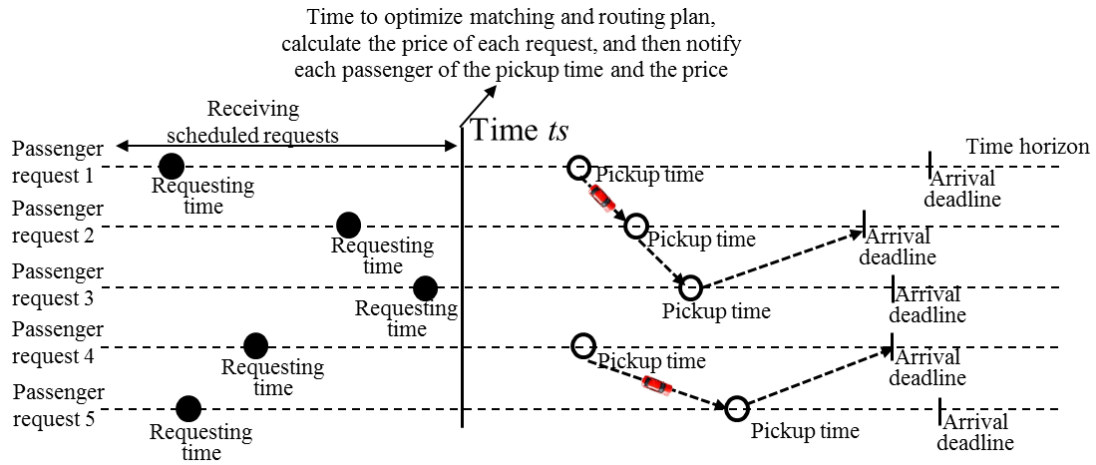 Time to optimize matching and routing plan,
calculate the price of each request, and then notify
each passenger of the pickup time and the price
Receiving
scheduled requests
Time ts
Time horizon
Passenger
request 1
Requesting
time
Pickup time
Arrival
deadline
Passenger
request 2
Requesting
time
Pickup time
Arrival
deadline
Passenger
request 3
Requesting
time
Pickup time
Arrival
deadline
Passenger
request 4
Requesting
time
Pickup time
Arrival
deadline
Passenger
request 5
Requesting
time
Pickup time
Arrival
deadline